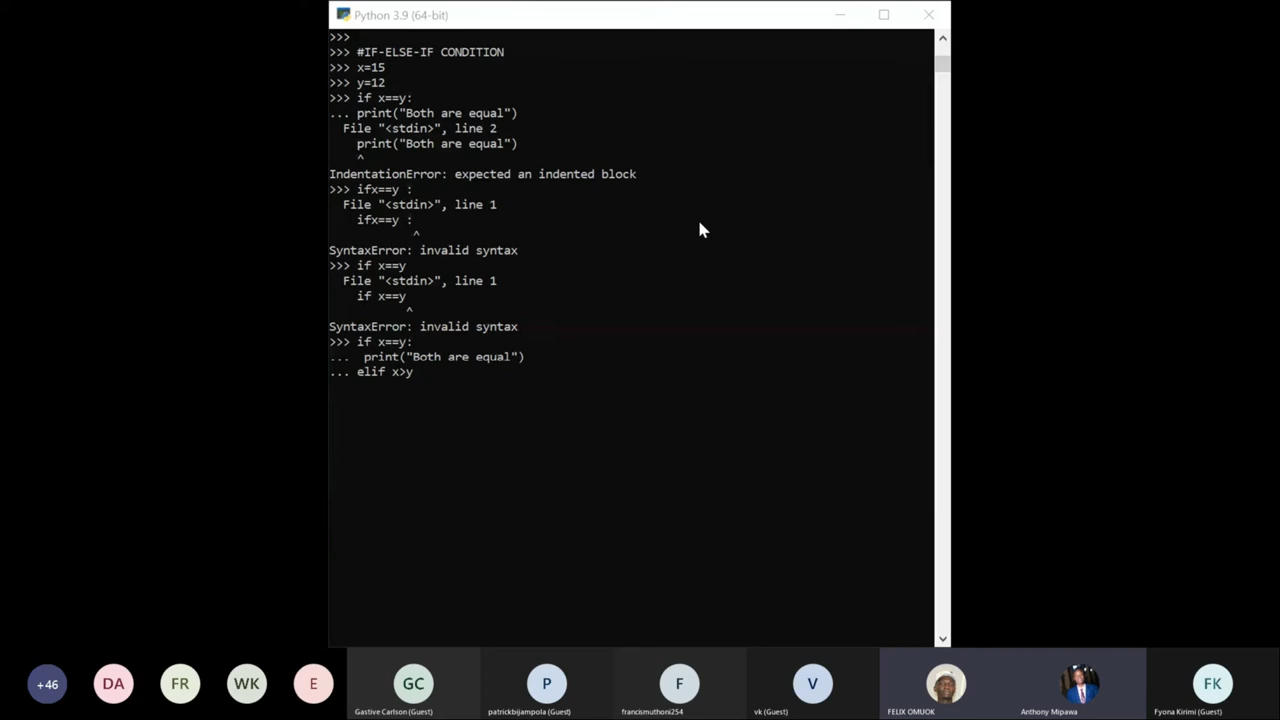 Python 3.9 (64-bit)
>>>
>>> #IF-ELSE-IF CONDITION
>>> x=15
>>> y=12
>>> if x==y:
... print("Both are equal")
  File "<stdin>", line 2
    print("Both are equal")
    ^
IndentationError: expected an indented block
>>> ifx==y :
  File "<stdin>", line 1
    ifx==y :
            ^
SyntaxError: invalid syntax
>>> if x==y
  File "<stdin>", line 1
    if x==y
           ^
SyntaxError: invalid syntax
>>> if x==y:
...  print("Both are equal")
... elif x>y
+46
DA
FR
WK
E
GC
P
F
V
FK
Gastive Carlson (Guest)
patrickbijampola (Guest)
francismuthoni254
vk (Guest)
FELIX OMUOK
Anthony Mipawa
Fyona Kirimi (Guest)